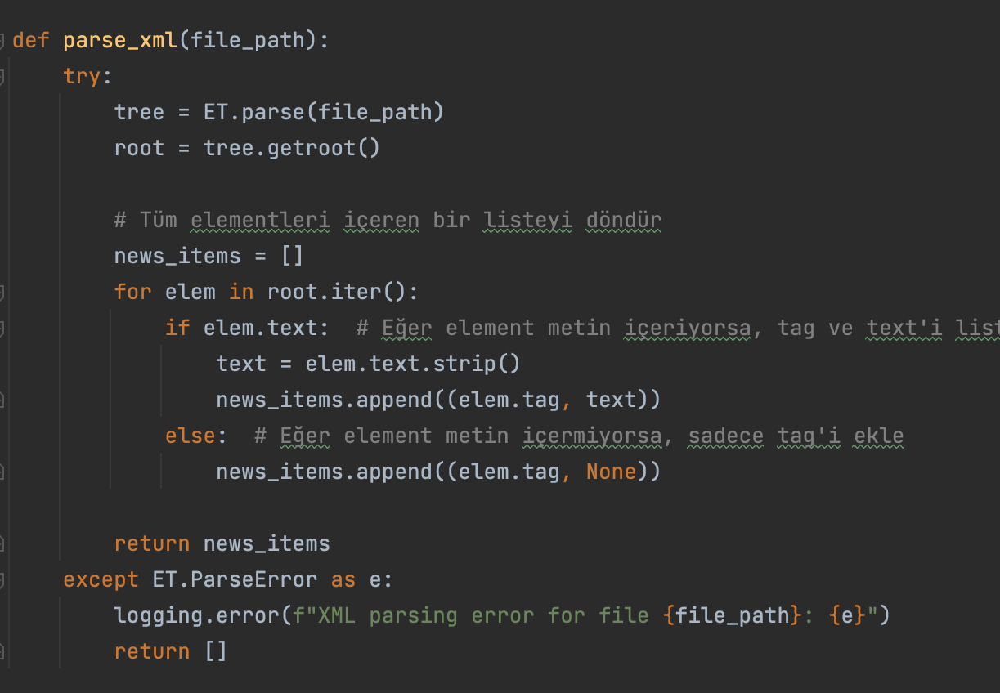 def parse_xml(file_path):
    try:
        tree = ET.parse(file_path)
        root = tree.getroot()

        # Tüm elementleri içeren bir listeyi döndür
        news_items = []
        for elem in root.iter():
            if elem.text:  # Eğer element metin içeriyorsa, tag ve text'i
                text = elem.text.strip()
                news_items.append((elem.tag, text))
            else:  # Eğer element metin içermiyorsa, sadece tag'i ekle
                news_items.append((elem.tag, None))

        return news_items
    except ET.ParseError as e:
        logging.error(f"XML parsing error for file {file_path}: {e}")
        return []